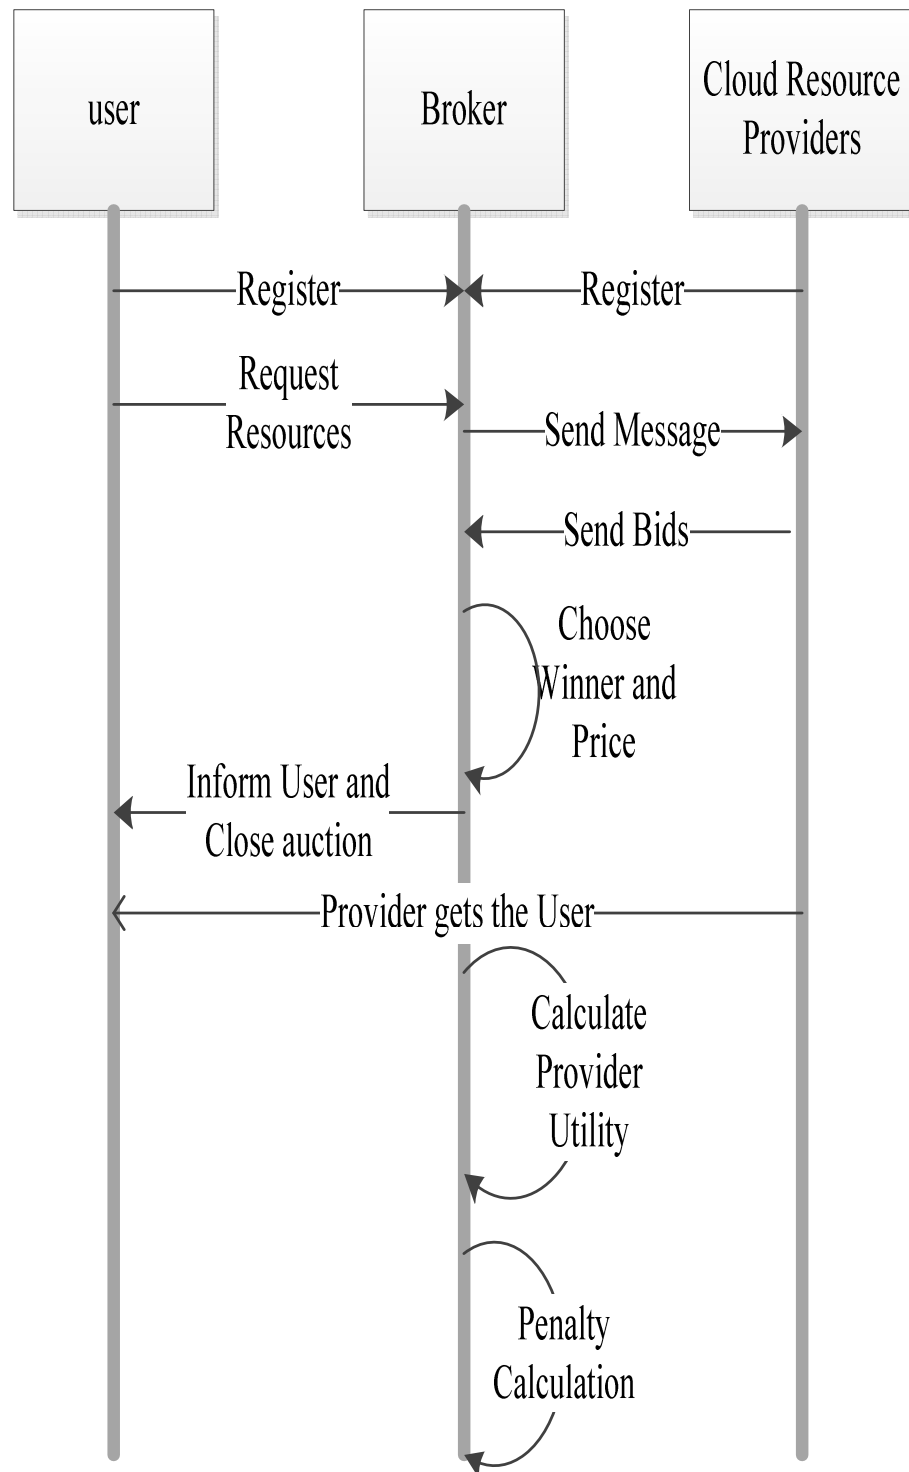 user
Broker
Cloud Resource
Providers
Register
Register
Request
Resources
Send Message
Send Bids
Choose
Winner and
Price
Inform User and
Close auction
Provider gets the User
Calculate
Provider
Utility
Penalty
Calculation